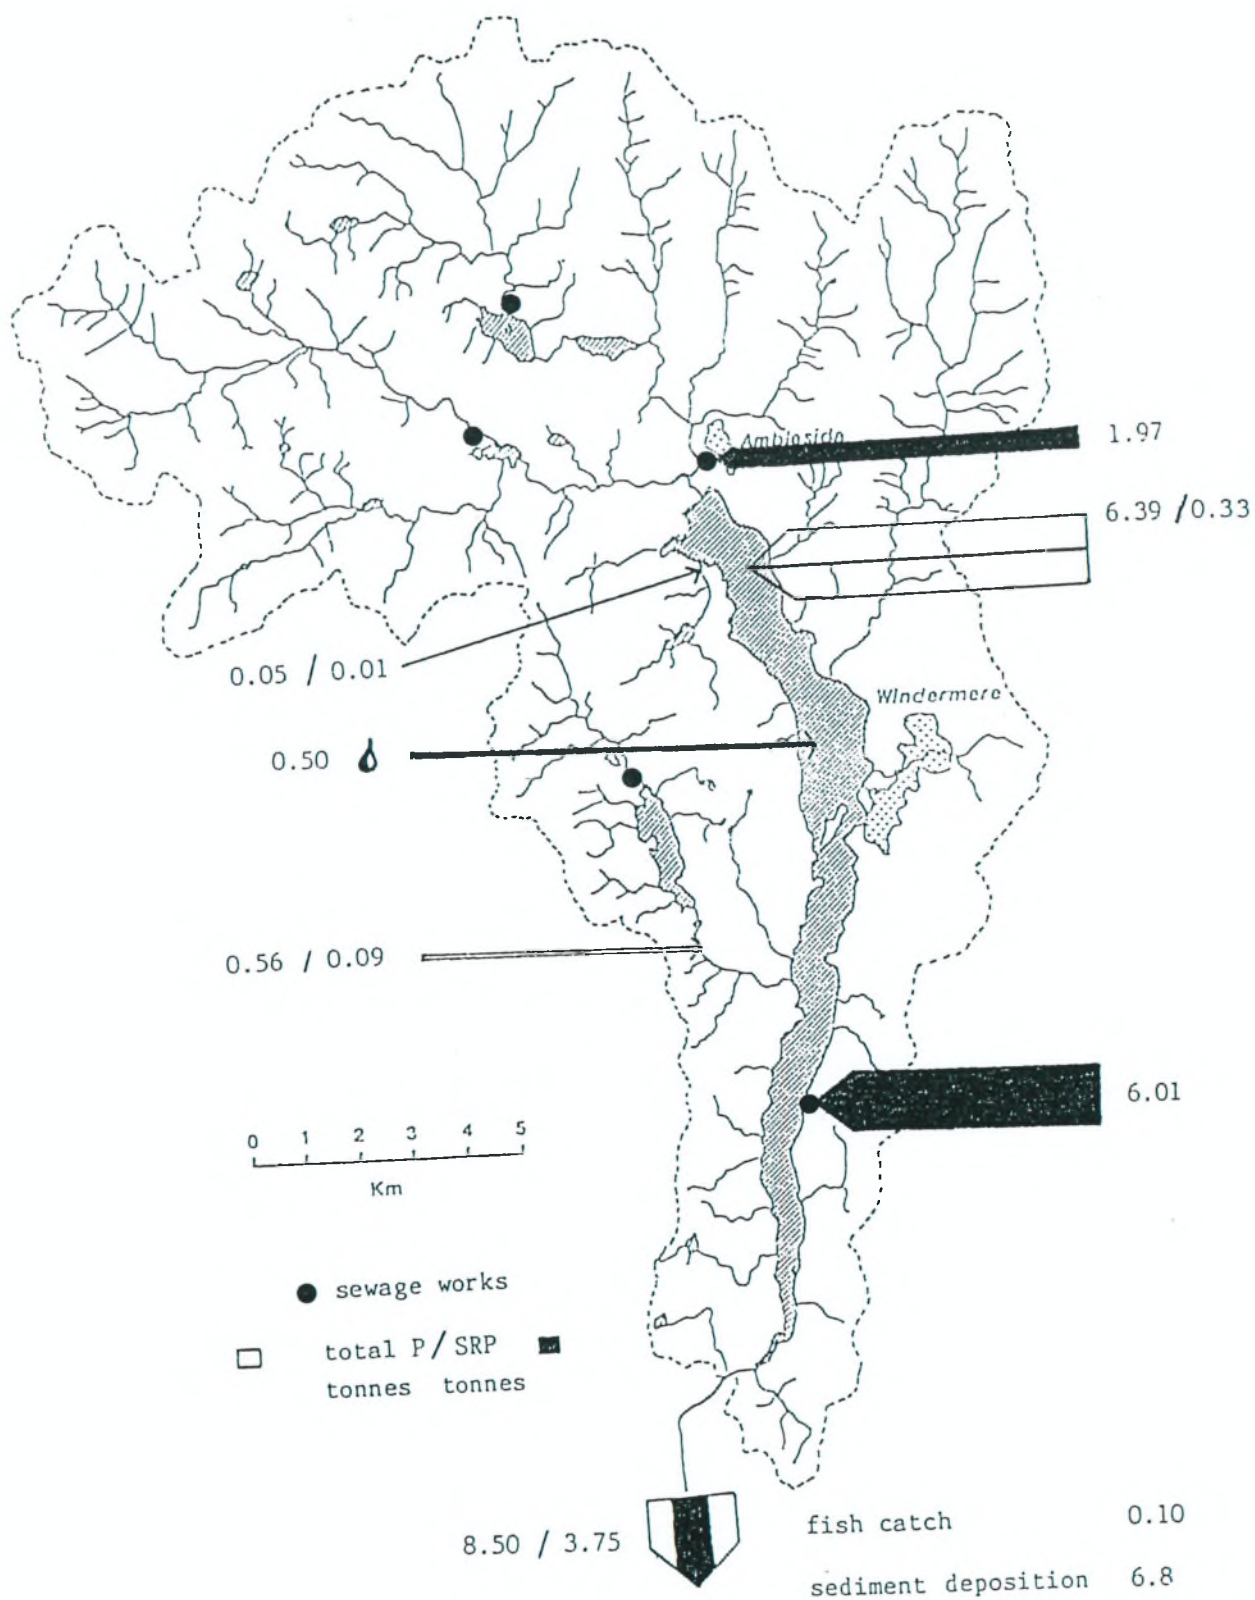 Ambleside
1.97
6.39 /0.33
0.05 / 0.01
Windermere
0.50
0.56 / 0.09
6.01
0 1 2 3 4 5
Km
sewage works
total P/ SRP
tonnes tonnes
8.50 / 3.75
fish catch 0.10
sediment deposition 6.8